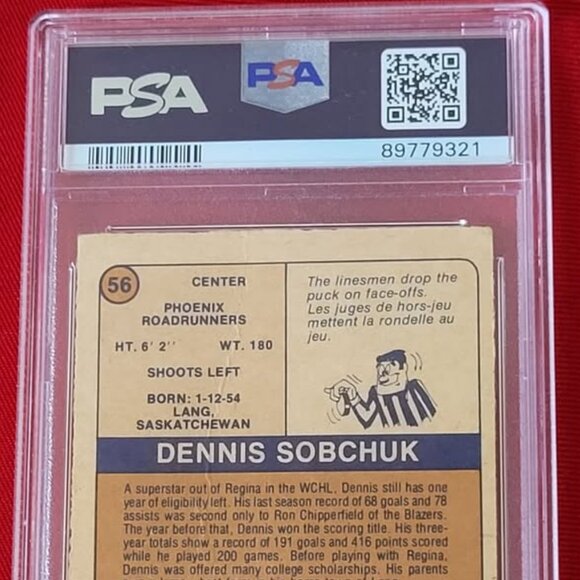 PSA
PSA
89779321
56
CENTER
PHOENIX
ROADRUNNERS
HT. 6' 2'' WT. 180
SHOOTS LEFT
BORN: 1-12-54
LANG,
SASKATCHEWAN
The linesmen drop the
puck on face-offs.
Les juges de hors-jeu
mettent la rondelle au
jeu.
DENNIS SOBCHUK
A superstar out of Regina in the WCHL, Dennis still has one
year of eligibility left. His last season record of 68 goals and 78
assists was second only to Ron Chipperfield of the Blazers.
The year before that, Dennis won the scoring title. His three-
year totals show a record of 191 goals and 416 points scored
while he played 200 games. Before playing with Regina,
Dennis was offered many college scholarships. His parents